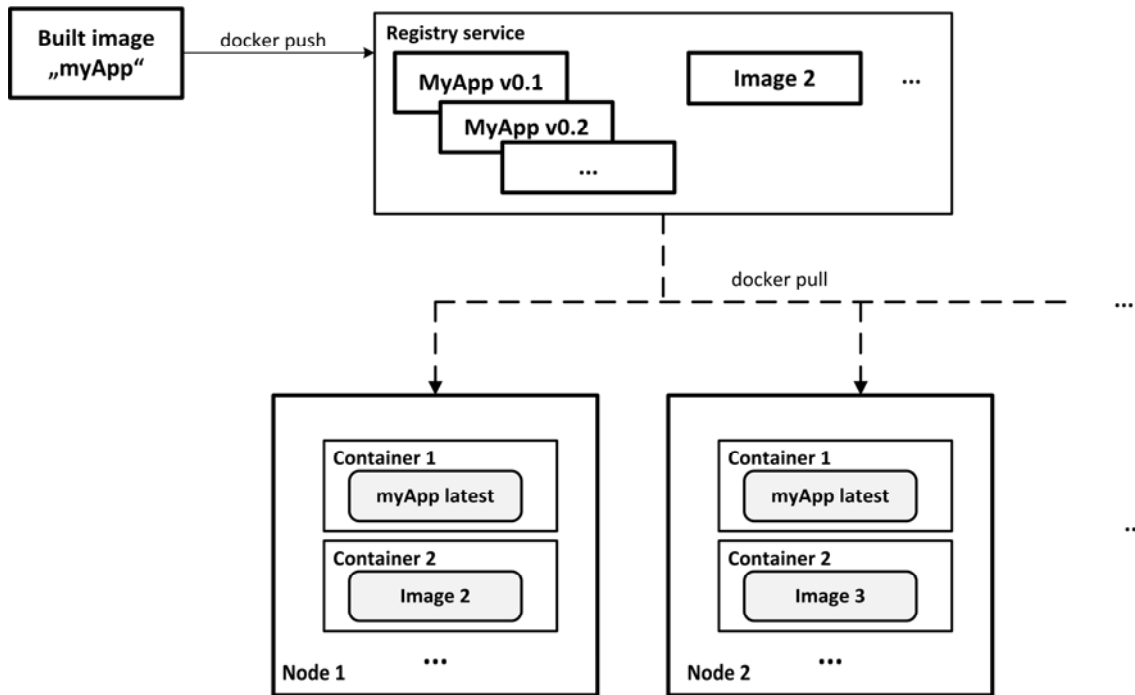 Built image
„myApp“
docker push
Registry service
MyApp v0.1
MyApp v0.2
...
Image 2
...
docker pull
...
Container 1
myApp latest
Container 2
Image 2
...
Node 1
Container 1
myApp latest
Container 2
Image 3
...
Node 2
..